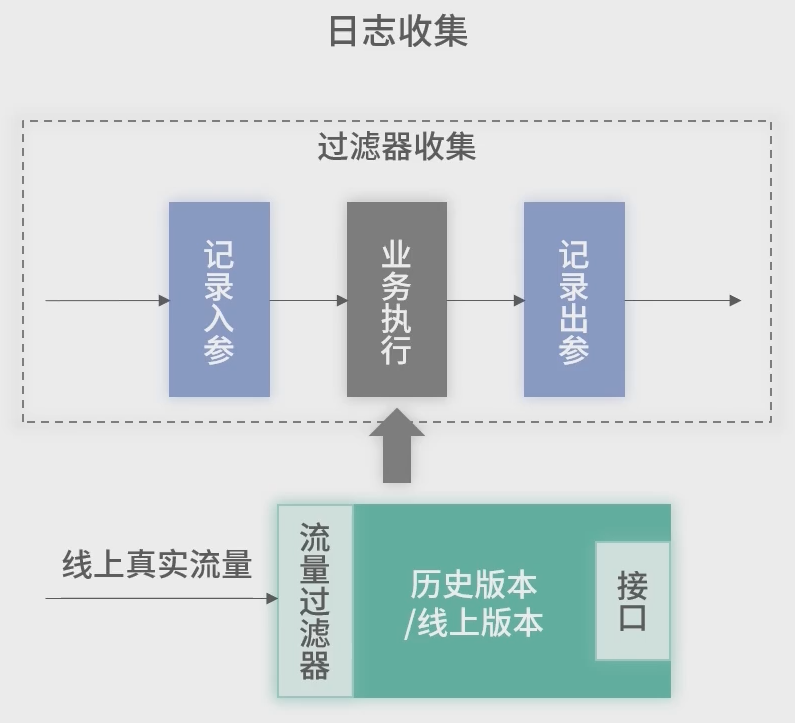 日志收集
过滤器收集
记录入参
业务执行
记录出参
线上真实流量
流量过滤器
历史版本
/线上版本
接口